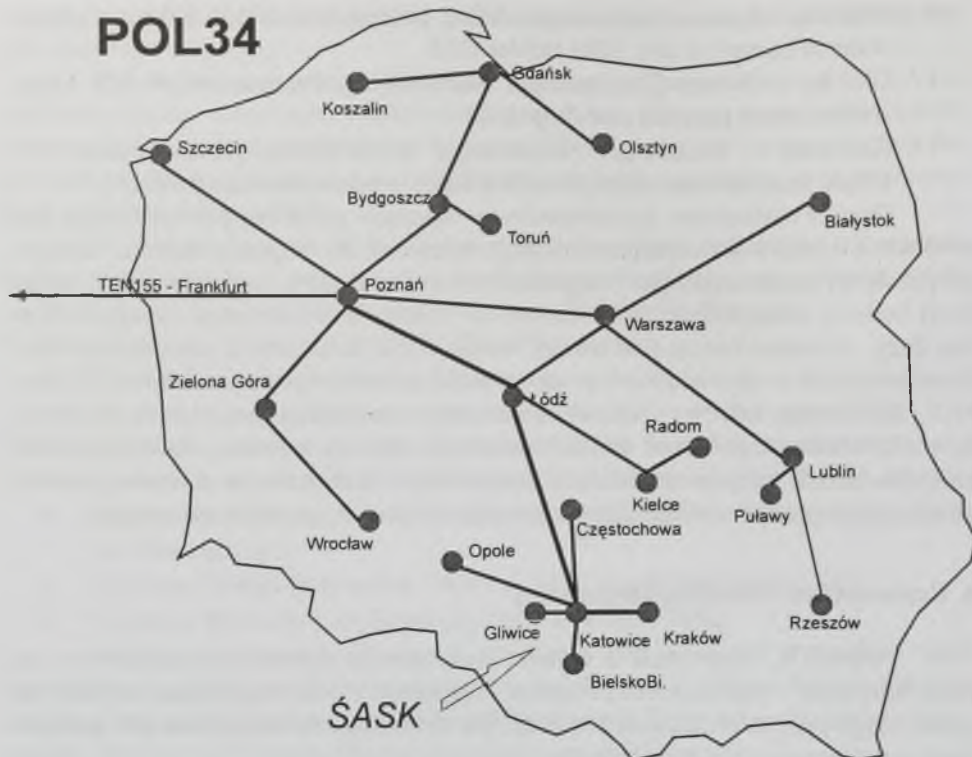 POL34
Gdańsk
Koszalin
Szczecin
Olsztyn
Bydgoszcz
Toruń
Białystok
TEN155 - Frankfurt
Poznań
Warszawa
Zielona Góra
Łódź
Radom
Lublin
Kielce
Puławy
Częstochowa
Wrocław
Opole
Gliwice
Katowice
Kraków
Rzeszów
BielskoBi.
ŚASK